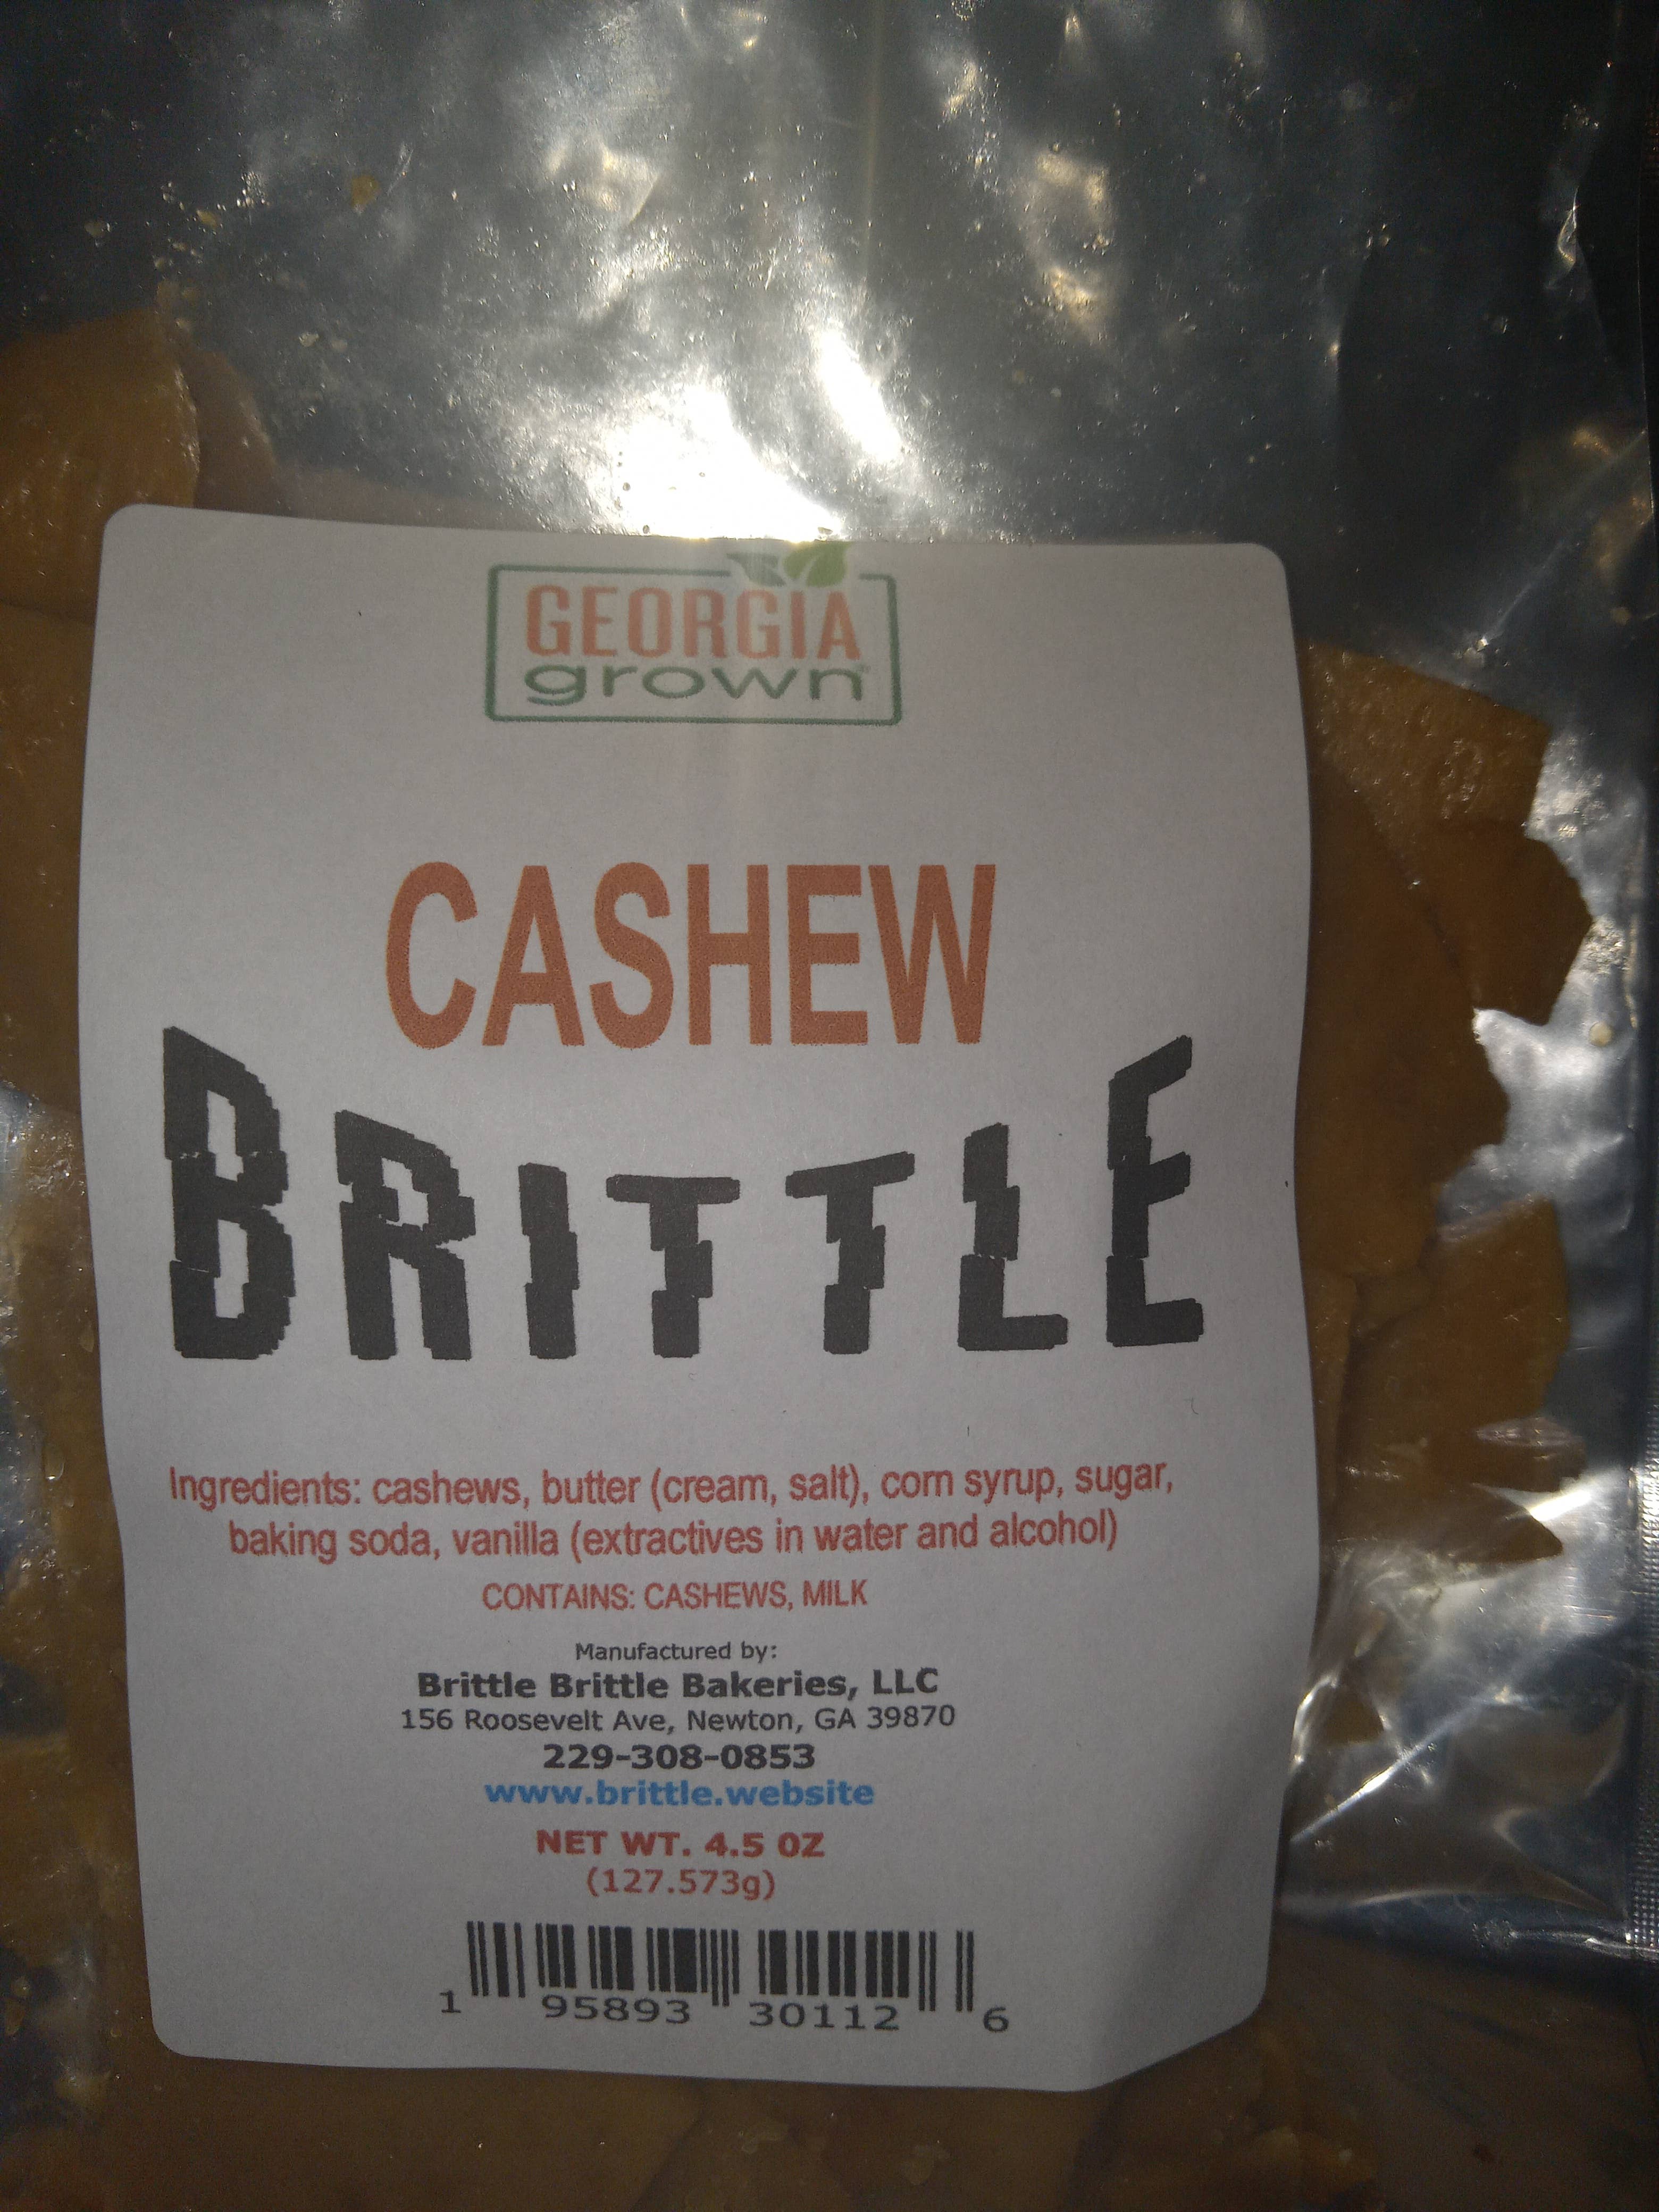 GEORGIA
grown
CASHEW
BRITTLE
Ingredients: cashews, butter (cream, salt), corn syrup, sugar,
baking soda, vanilla (extractives in water and alcohol)
CONTAINS: CASHEWS, MILK
Manufactured by:
Brittle Brittle Bakeries, LLC
156 Roosevelt Ave, Newton, GA 39870
229-308-0853
www.brittle.website
NET WT. 4.5 OZ
(127.573g)
1 95893 30112 6